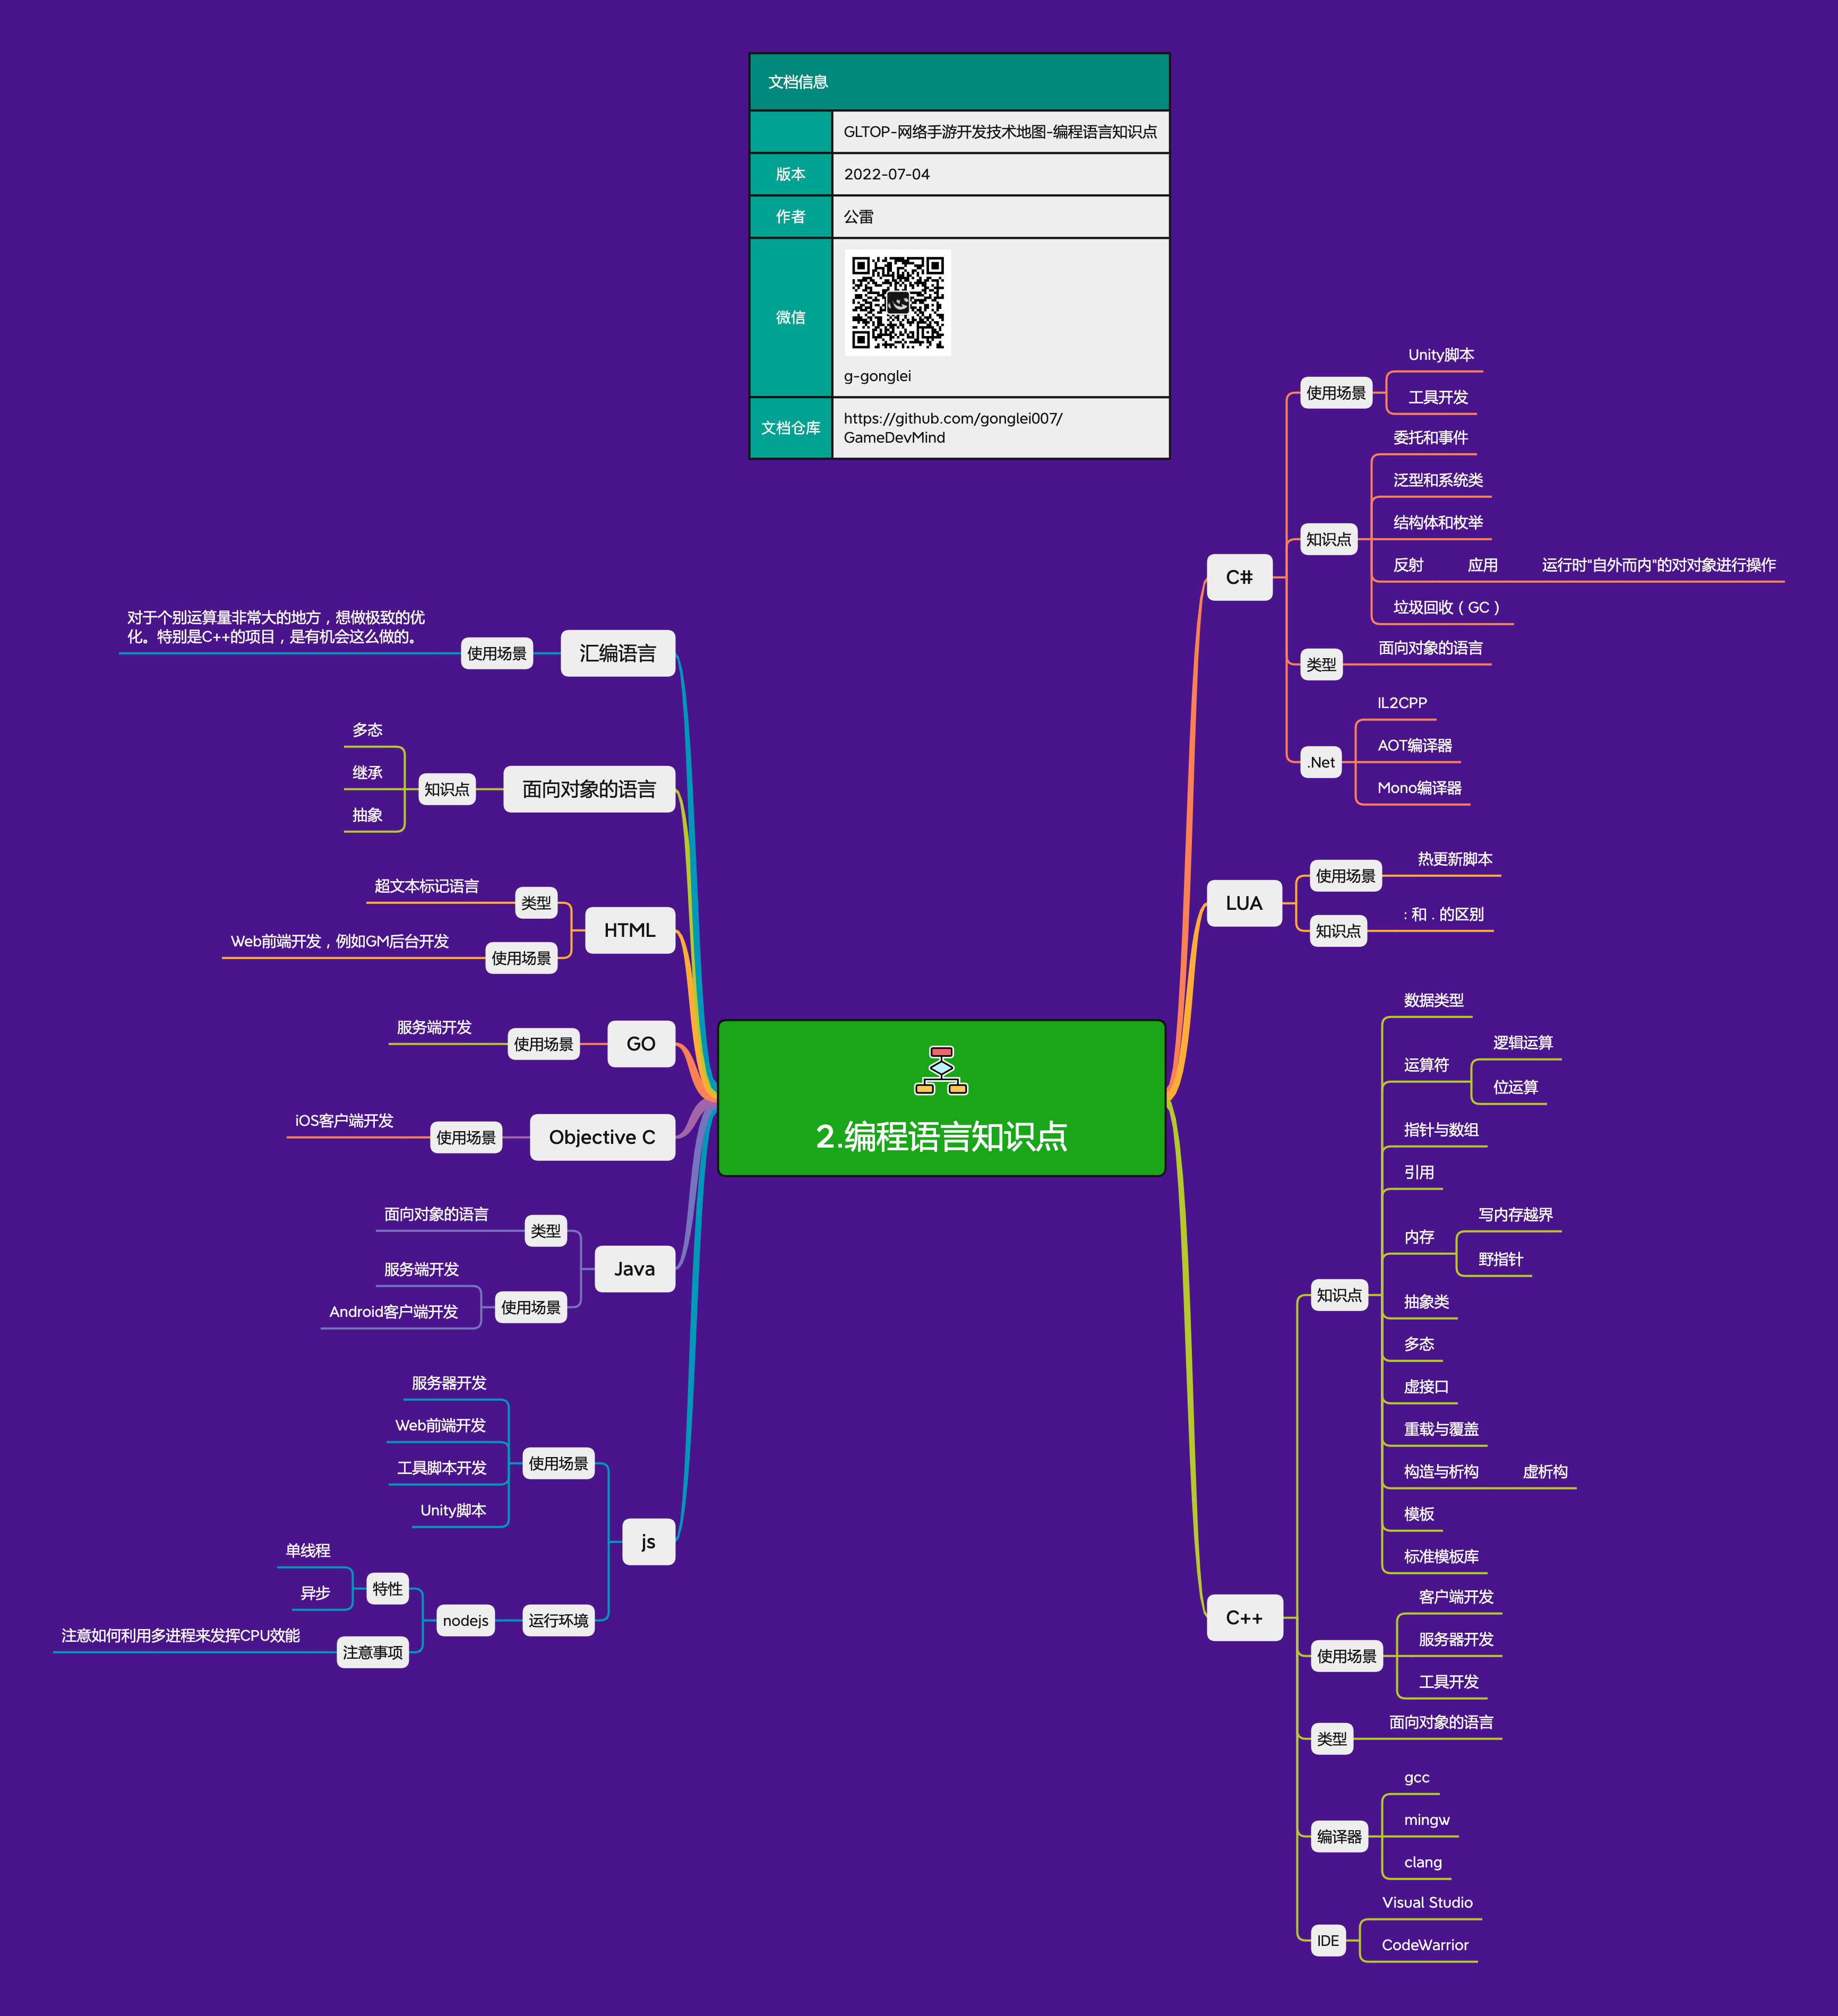 文档信息
GLTOP-网络手游开发技术地图-编程语言知识点
版本
2022-07-04
作者
公雷
微信
g-gonglei
文档仓库
https://github.com/gonglei007/
GameDevMind
2.编程语言知识点
C#
使用场景
Unity脚本
工具开发
知识点
委托和事件
泛型和系统类
结构体和枚举
反射
应用
运行时"自外而内"的对对象进行操作
垃圾回收（GC）
类型
面向对象的语言
.Net
IL2CPP
AOT编译器
Mono编译器
LUA
使用场景
热更新脚本
知识点
: 和 . 的区别
C++
知识点
数据类型
运算符
逻辑运算
位运算
指针与数组
引用
内存
写内存越界
野指针
抽象类
多态
虚接口
重载与覆盖
构造与析构
虚析构
模板
标准模板库
使用场景
客户端开发
服务器开发
工具开发
类型
面向对象的语言
编译器
gcc
mingw
clang
IDE
Visual Studio
CodeWarrior
汇编语言
使用场景
对于个别运算量非常大的地方，想做极致的优
化。特别是C++的项目，是有机会这么做的。
面向对象的语言
知识点
多态
继承
抽象
HTML
类型
超文本标记语言
使用场景
Web前端开发，例如GM后台开发
GO
使用场景
服务端开发
Objective C
使用场景
iOS客户端开发
Java
类型
面向对象的语言
使用场景
服务端开发
Android客户端开发
js
使用场景
服务器开发
Web前端开发
工具脚本开发
Unity脚本
运行环境
nodejs
特性
单线程
异步
注意事项
注意如何利用多进程来发挥CPU效能